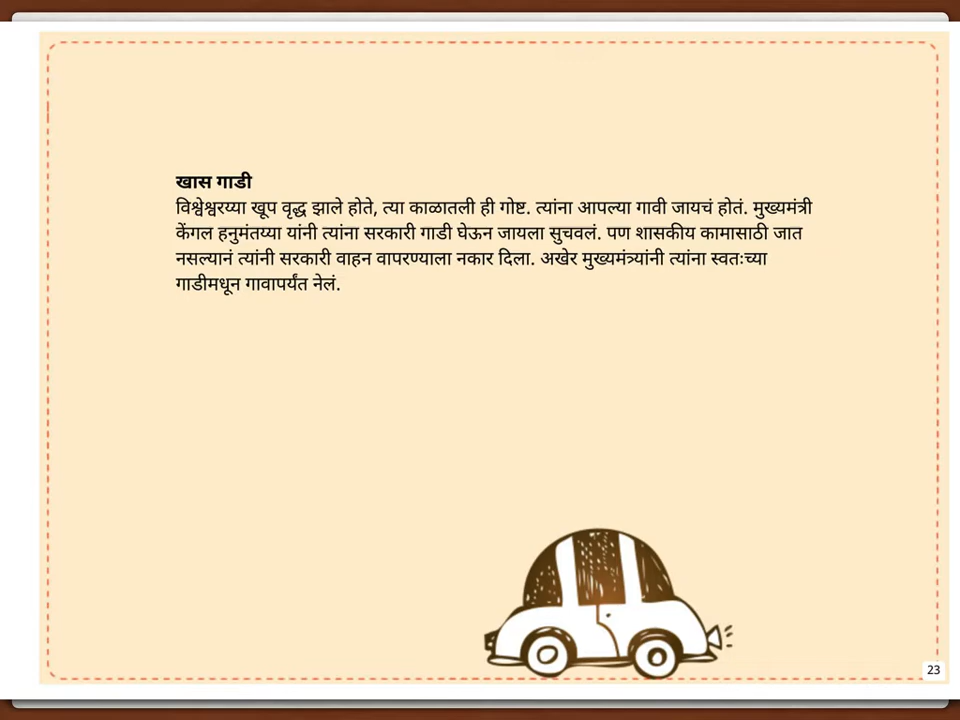 खास गाडी
विश्वेश्वरय्या खूप वृद्ध झाले होते, त्या काळातली ही गोष्ट. त्यांना आपल्या गावी जायचं होतं. मुख्यमंत्री
केंगल हनुमंतय्या यांनी त्यांना सरकारी गाडी घेऊन जायला सुचवलं. पण शासकीय कामासाठी जात
नसल्यानं त्यांनी सरकारी वाहन वापरण्याला नकार दिला. अखेर मुख्यमंत्र्यांनी त्यांना स्वतःच्या
गाडीमधून गावापर्यंत नेलं.
23